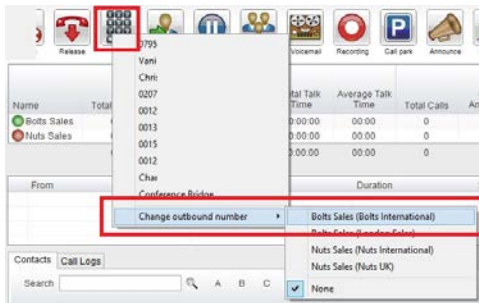 Release
Voicemail
Recording
Call park
Announce
0795
Vani
Chris
0207
0012
0013
0015
0012
Char
Conference Bridge
Change outbound number
Name
Total
Total Talk Time
Average Talk Time
Total Calls
Bolts Sales
0:00:00
00:00
0
Nuts Sales
0:00:00
00:00
0
0:00:00
00:00
0
From
Duration
Bolts Sales (Bolts International)
Bolts Sales (London Sales)
Nuts Sales (Nuts International)
Nuts Sales (Nuts UK)
None
Contacts
Call Logs
Search
A B C